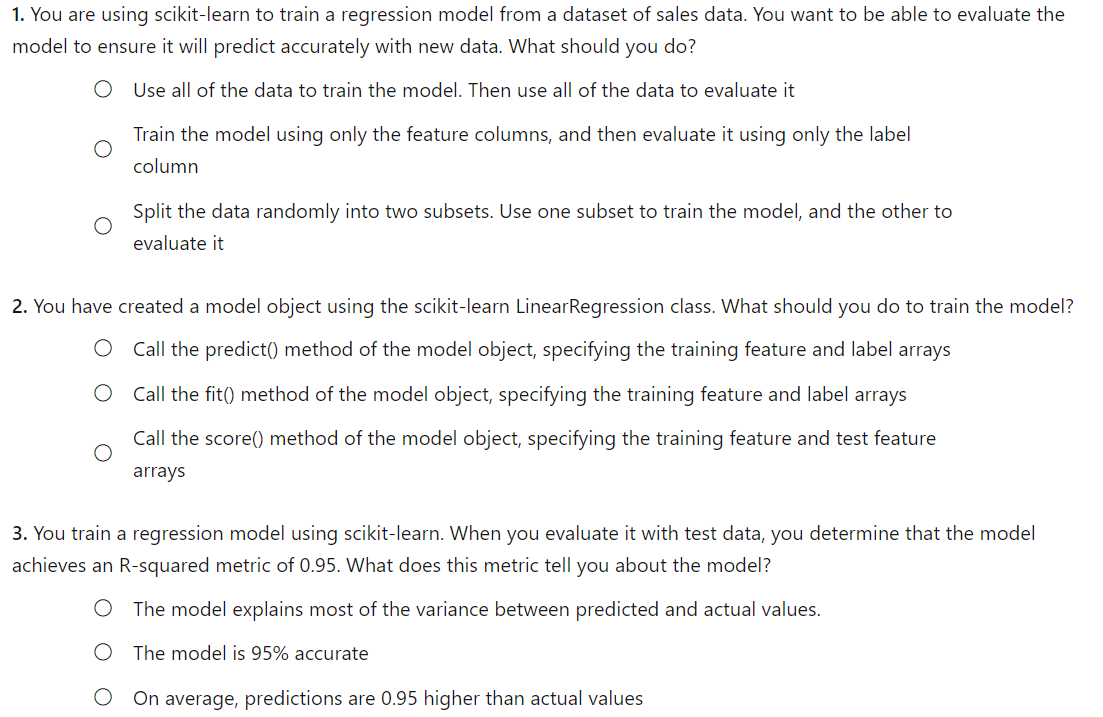 1. You are using scikit-learn to train a regression model from a dataset of sales data. You want to be able to evaluate the
model to ensure it will predict accurately with new data. What should you do?
Use all of the data to train the model. Then use all of the data to evaluate it
Train the model using only the feature columns, and then evaluate it using only the label
column
Split the data randomly into two subsets. Use one subset to train the model, and the other to
evaluate it
2. You have created a model object using the scikit-learn LinearRegression class. What should you do to train the model?
Call the predict() method of the model object, specifying the training feature and label arrays
Call the fit() method of the model object, specifying the training feature and label arrays
Call the score() method of the model object, specifying the training feature and test feature
arrays
3. You train a regression model using scikit-learn. When you evaluate it with test data, you determine that the model
achieves an R-squared metric of 0.95. What does this metric tell you about the model?
The model explains most of the variance between predicted and actual values.
The model is 95% accurate
On average, predictions are 0.95 higher than actual values